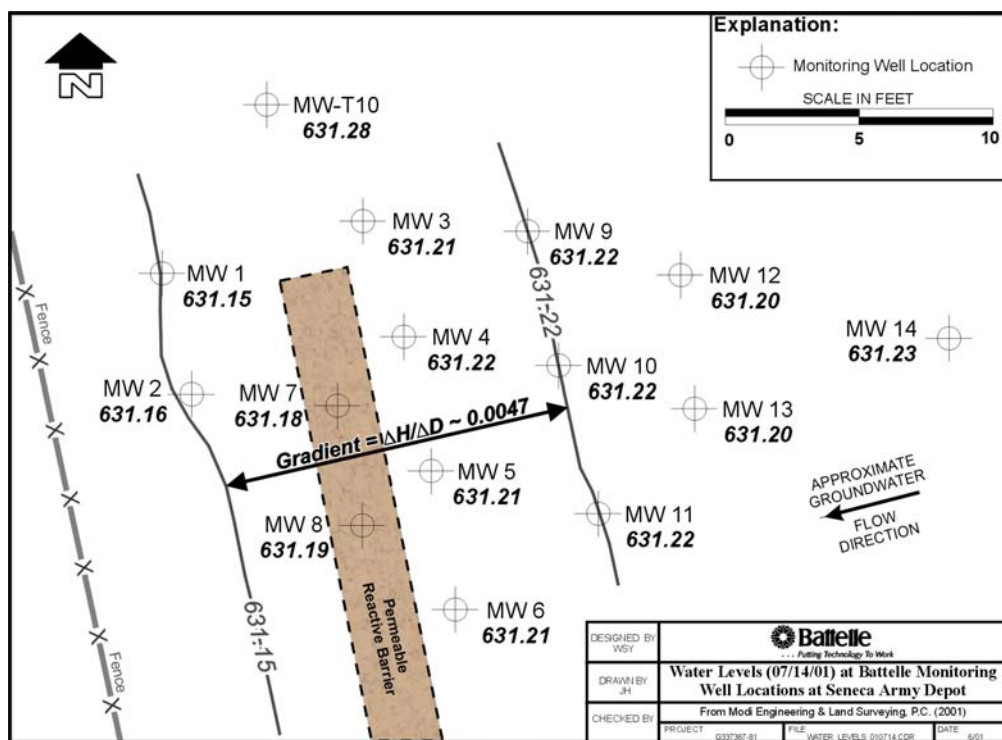 Explanation:
Monitoring Well Location
SCALE IN FEET
0 5 10
N
MW-T10
631.28
MW 3
631.21
MW 9
631.22
MW 1
631.15
MW 12
631.20
Fence
631.22
MW 4
631.22
MW 14
631.23
MW 10
631.22
MW 2
631.16
MW 7
631.18
MW 13
631.20
Gradient = ΔH/ΔD ~ 0.0047
MW 5
631.21
APPROXIMATE
GROUNDWATER
FLOW
DIRECTION
MW 8
631.19
MW 11
631.22
631.15
Permeable
Reactive Barrier
MW 6
631.21
Fence
DESIGNED BY
WSY
Battelle
. . . Putting Technology To Work
DRAWN BY
JH
Water Levels (07/14/01) at Battelle Monitoring
Well Locations at Seneca Army Depot
CHECKED BY
From Modi Engineering & Land Surveying, P.C. (2001)
PROJECT
G337387-81
FILE
WATER_LEVELS_010714.CDR
DATE
6/01